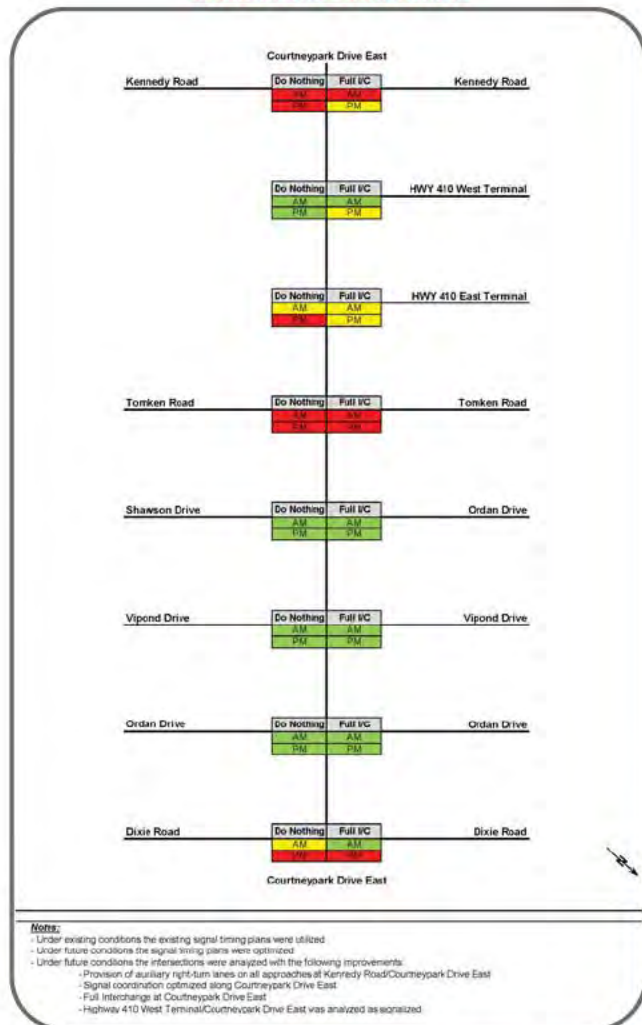 Courtneypark Drive East
Kennedy Road Do Nothing Full I/C Kennedy Road
AM AM
PM PM
Do Nothing Full I/C HWY 410 West Terminal
AM AM
PM PM
Do Nothing Full I/C HWY 410 East Terminal
AM AM
PM PM
Tomken Road Do Nothing Full I/C Tomken Road
AM AM
PM PM
Shawson Drive Do Nothing Full I/C Ordan Drive
AM AM
PM PM
Vipond Drive Do Nothing Full I/C Vipond Drive
AM AM
PM PM
Ordan Drive Do Nothing Full I/C Ordan Drive
AM AM
PM PM
Dixie Road Do Nothing Full I/C Dixie Road
AM AM
PM PM
Courtneypark Drive East
N
Notes:
- Under existing conditions the existing signal timing plans were utilized
- Under future conditions the signal timing plans were optimized
- Under future conditions the intersections were analyzed with the following improvements:
- Provision of auxiliary right-turn lanes on all approaches at Kennedy Road/Courtneypark Drive East
- Signal coordination optimized along Courtneypark Drive East
- Full Interchange at Courtneypark Drive East
- Highway 410 West Terminal/Courtneypark Drive East was analyzed as signalized